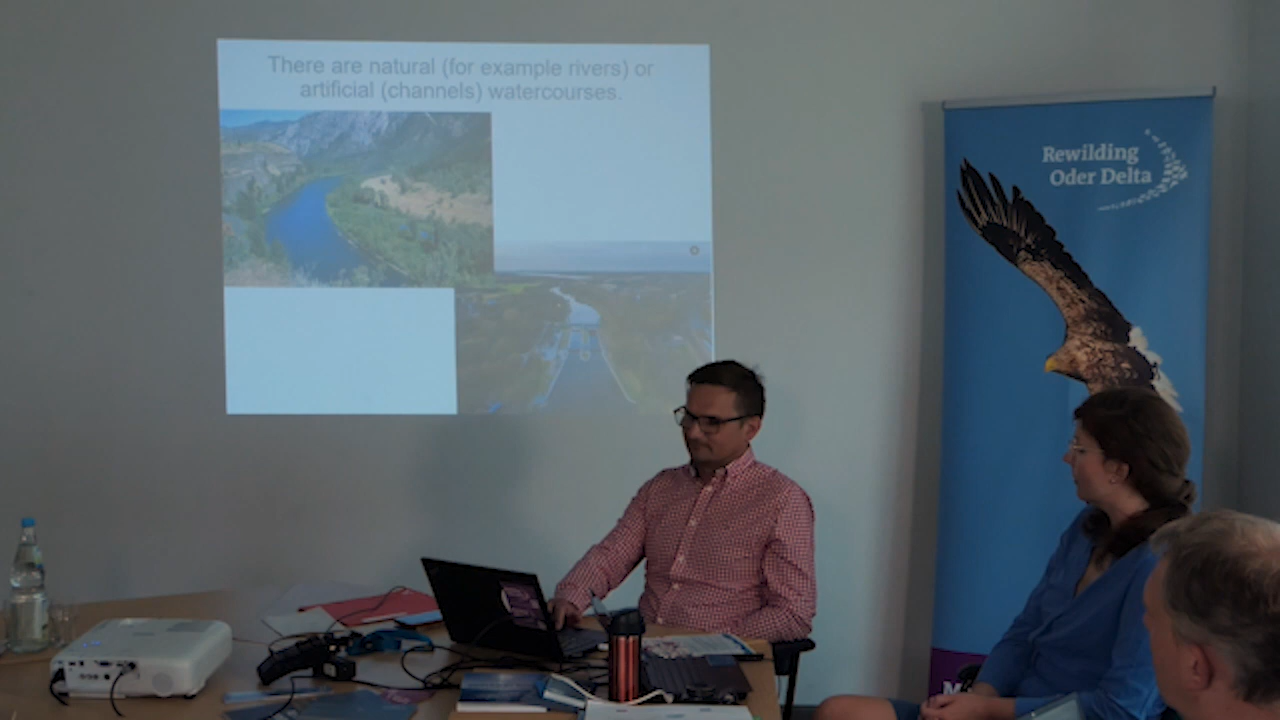 There are natural (for example rivers) or
artificial (channels) watercourses.
Rewilding
Oder Delta